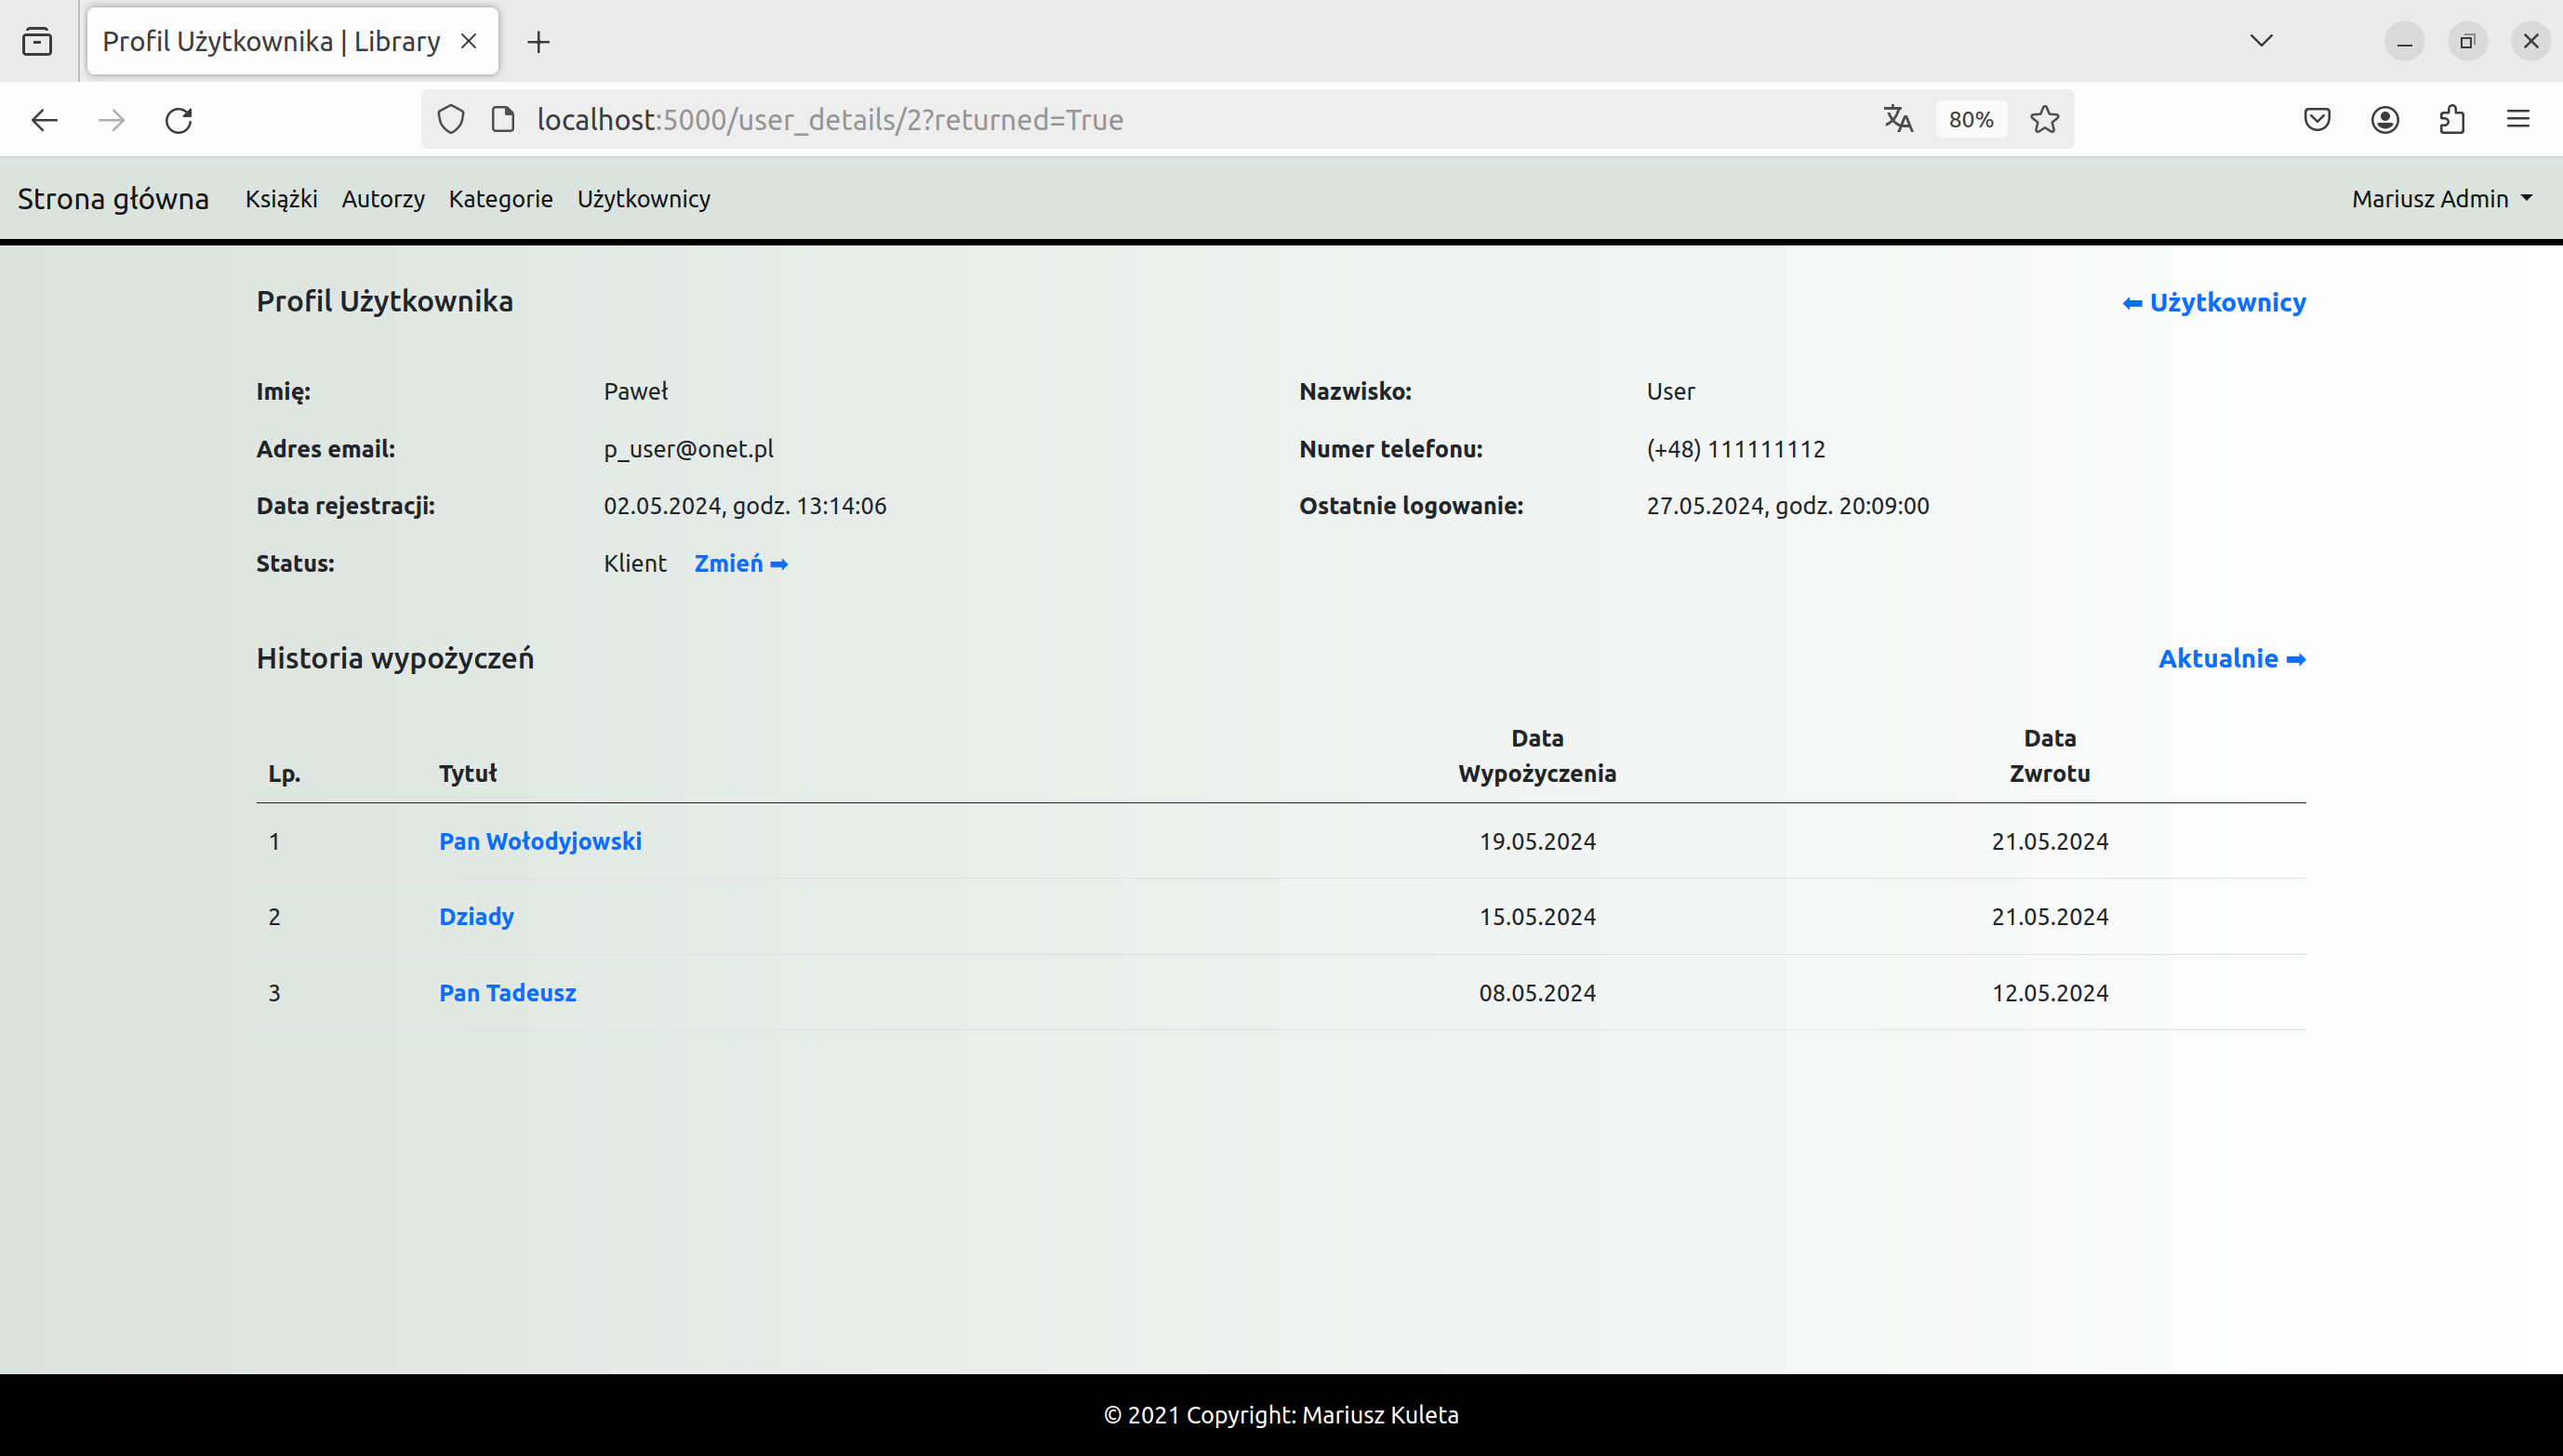 Profil Użytkownika | Library
localhost:5000/user_details/2?returned=True
80%
Strona główna Książki Autorzy Kategorie Użytkownicy Mariusz Admin
Profil Użytkownika ⬅ Użytkownicy
Imię: Paweł Nazwisko: User
Adres email: p_user@onet.pl Numer telefonu: (+48) 111111112
Data rejestracji: 02.05.2024, godz. 13:14:06 Ostatnie logowanie: 27.05.2024, godz. 20:09:00
Status: Klient Zmień ➡
Historia wypożyczeń Aktualnie ➡
Lp. Tytuł Data Wypożyczenia Data Zwrotu
1 Pan Wołodyjowski 19.05.2024 21.05.2024
2 Dziady 15.05.2024 21.05.2024
3 Pan Tadeusz 08.05.2024 12.05.2024
© 2021 Copyright: Mariusz Kuleta